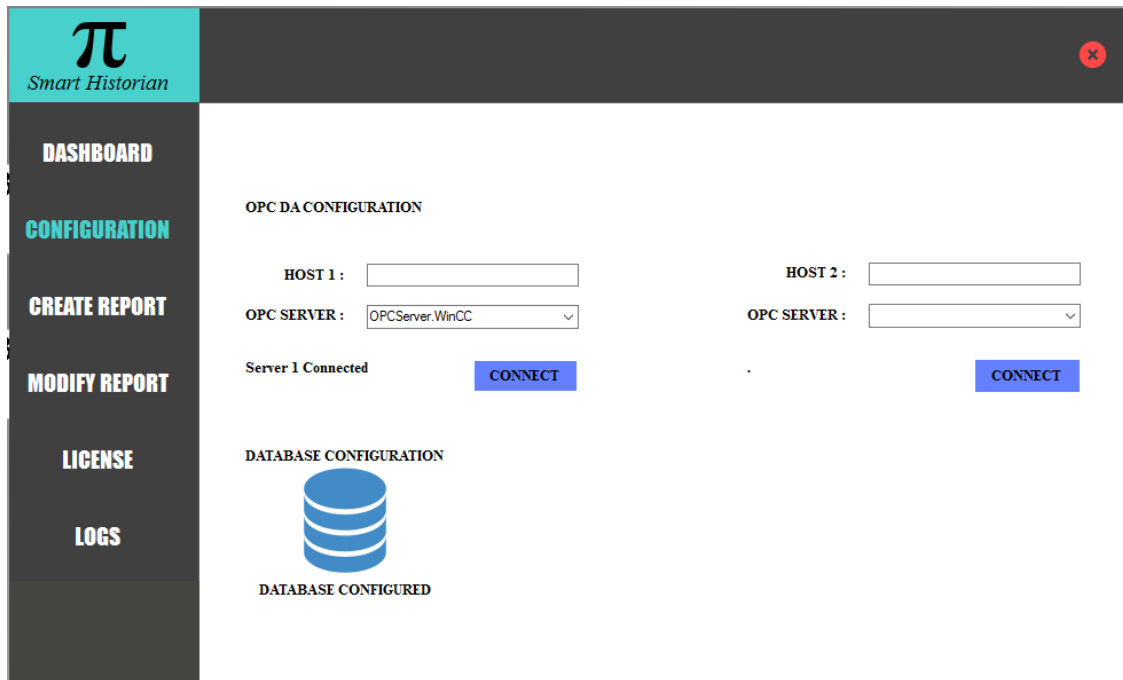 π
Smart Historian
DASHBOARD
CONFIGURATION
CREATE REPORT
MODIFY REPORT
LICENSE
LOGS
OPC DA CONFIGURATION
HOST 1 :
OPC SERVER : OPCServer.WinCC
Server 1 Connected CONNECT
HOST 2 :
OPC SERVER :
. CONNECT
DATABASE CONFIGURATION
DATABASE CONFIGURED